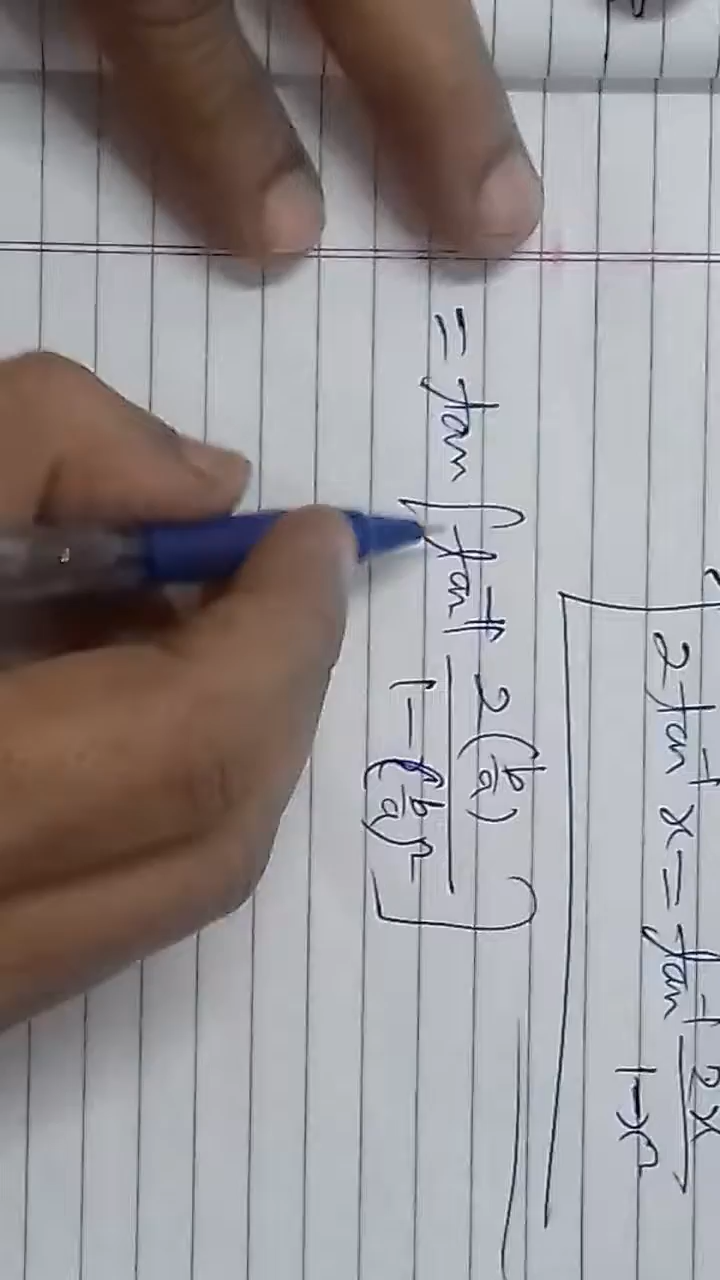 2tan⁻¹x = tan⁻¹ 2x / 1-x²
= tan [tan⁻¹ 2(b/a) / 1-(b/a)²]